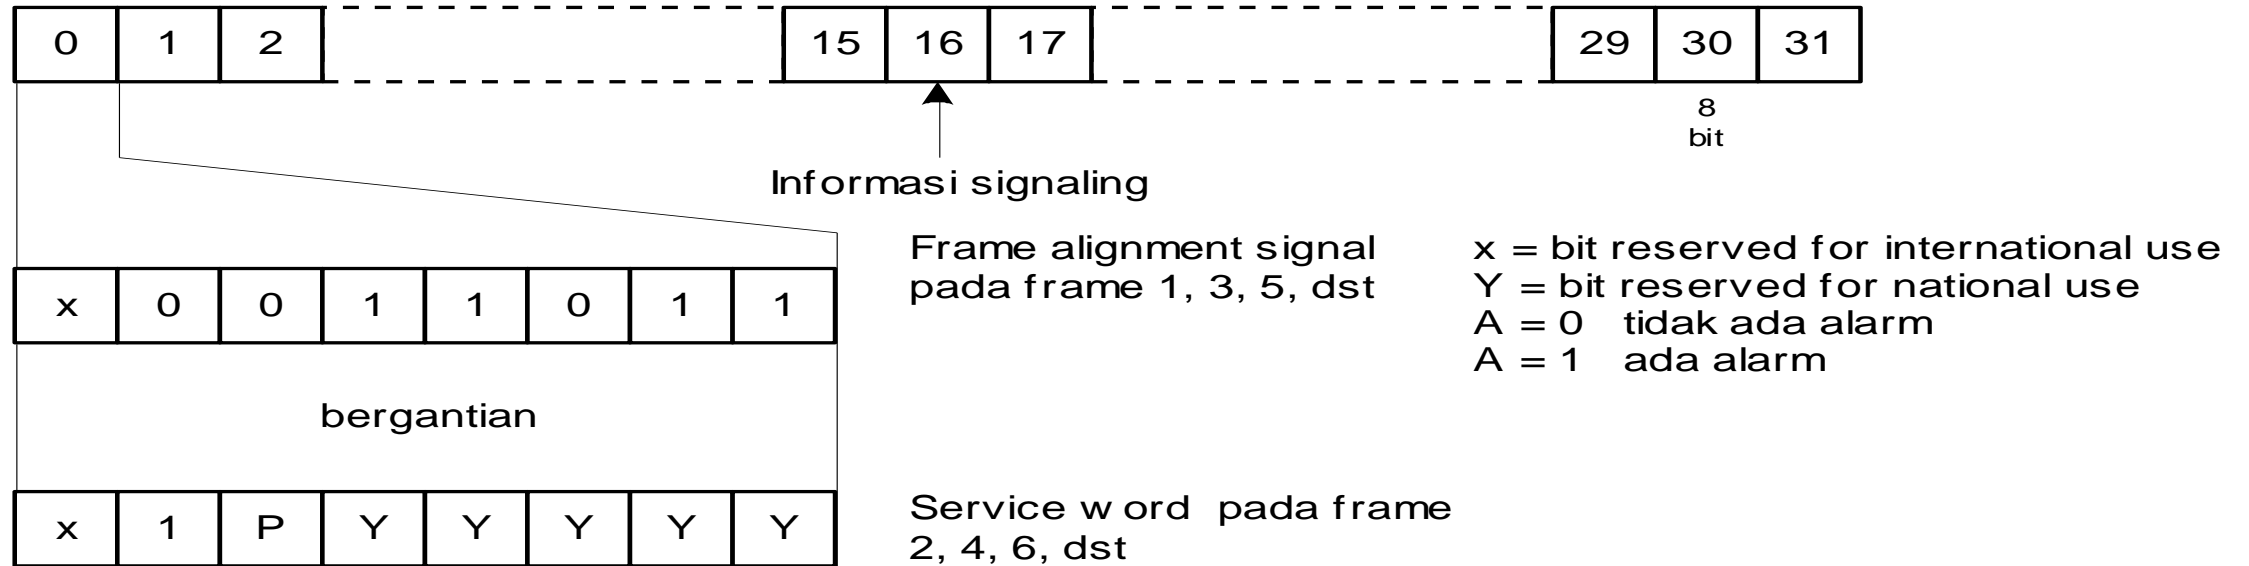 0 1 2 15 16 17 29 30 31
8
bit
Informasi signaling
Frame alignment signal
pada frame 1, 3, 5, dst
x = bit reserved for international use
Y = bit reserved for national use
A = 0 tidak ada alarm
A = 1 ada alarm
x 0 0 1 1 0 1 1
bergantian
x 1 P Y Y Y Y Y
Service word pada frame
2, 4, 6, dst